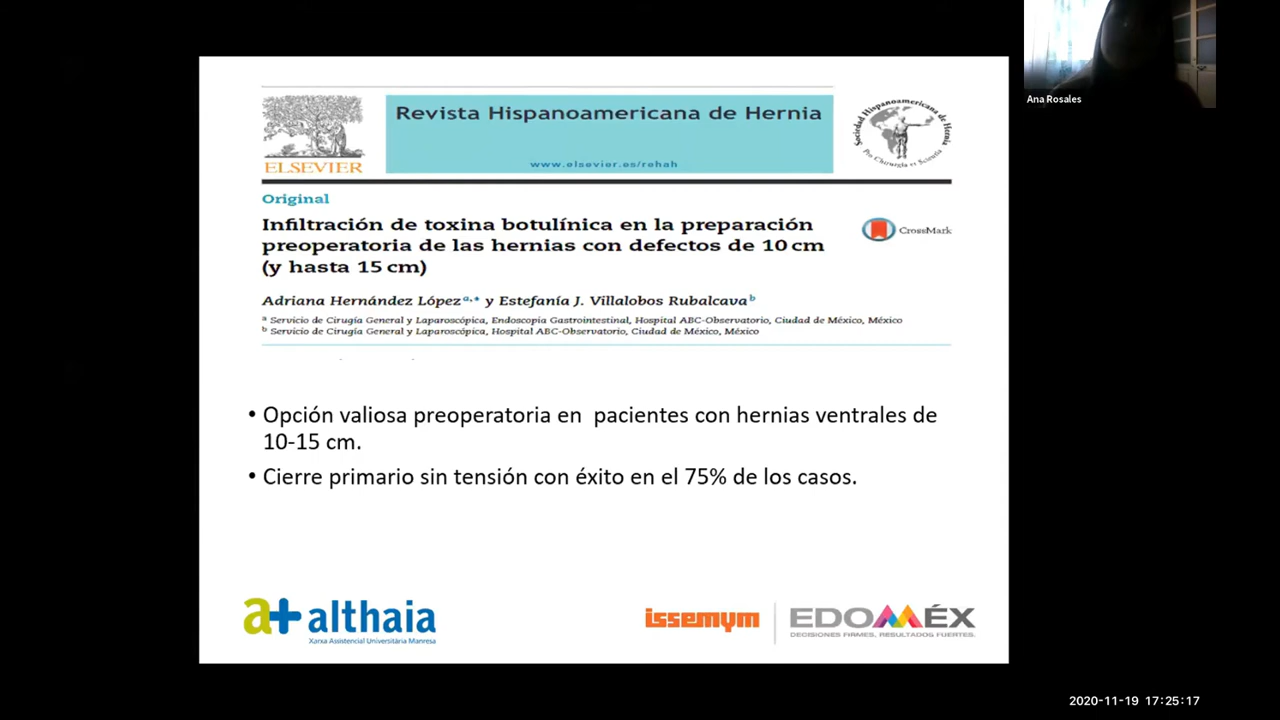 Ana Rosales
ELSEVIER
Revista Hispanoamericana de Hernia
www.elsevier.es/rehah
Sociedad Hispanoamericana de Hernia
Pro Chirurgia et Scientia
Original
Infiltración de toxina botulínica en la preparación
preoperatoria de las hernias con defectos de 10 cm
(y hasta 15 cm)
CrossMark
Adriana Hernández López a,* y Estefanía J. Villalobos Rubalcava b
a Servicio de Cirugía General y Laparoscópica, Endoscopia Gastrointestinal, Hospital ABC-Observatorio, Ciudad de México, México
b Servicio de Cirugía General y Laparoscópica, Hospital ABC-Observatorio, Ciudad de México, México
• Opción valiosa preoperatoria en pacientes con hernias ventrales de
10-15 cm.
• Cierre primario sin tensión con éxito en el 75% de los casos.
a+ althaia
Xarxa Assistencial Universitària Manresa
issemym
EDOMÉX
DECISIONES FIRMES, RESULTADOS FUERTES.
2020-11-19 17:25:17